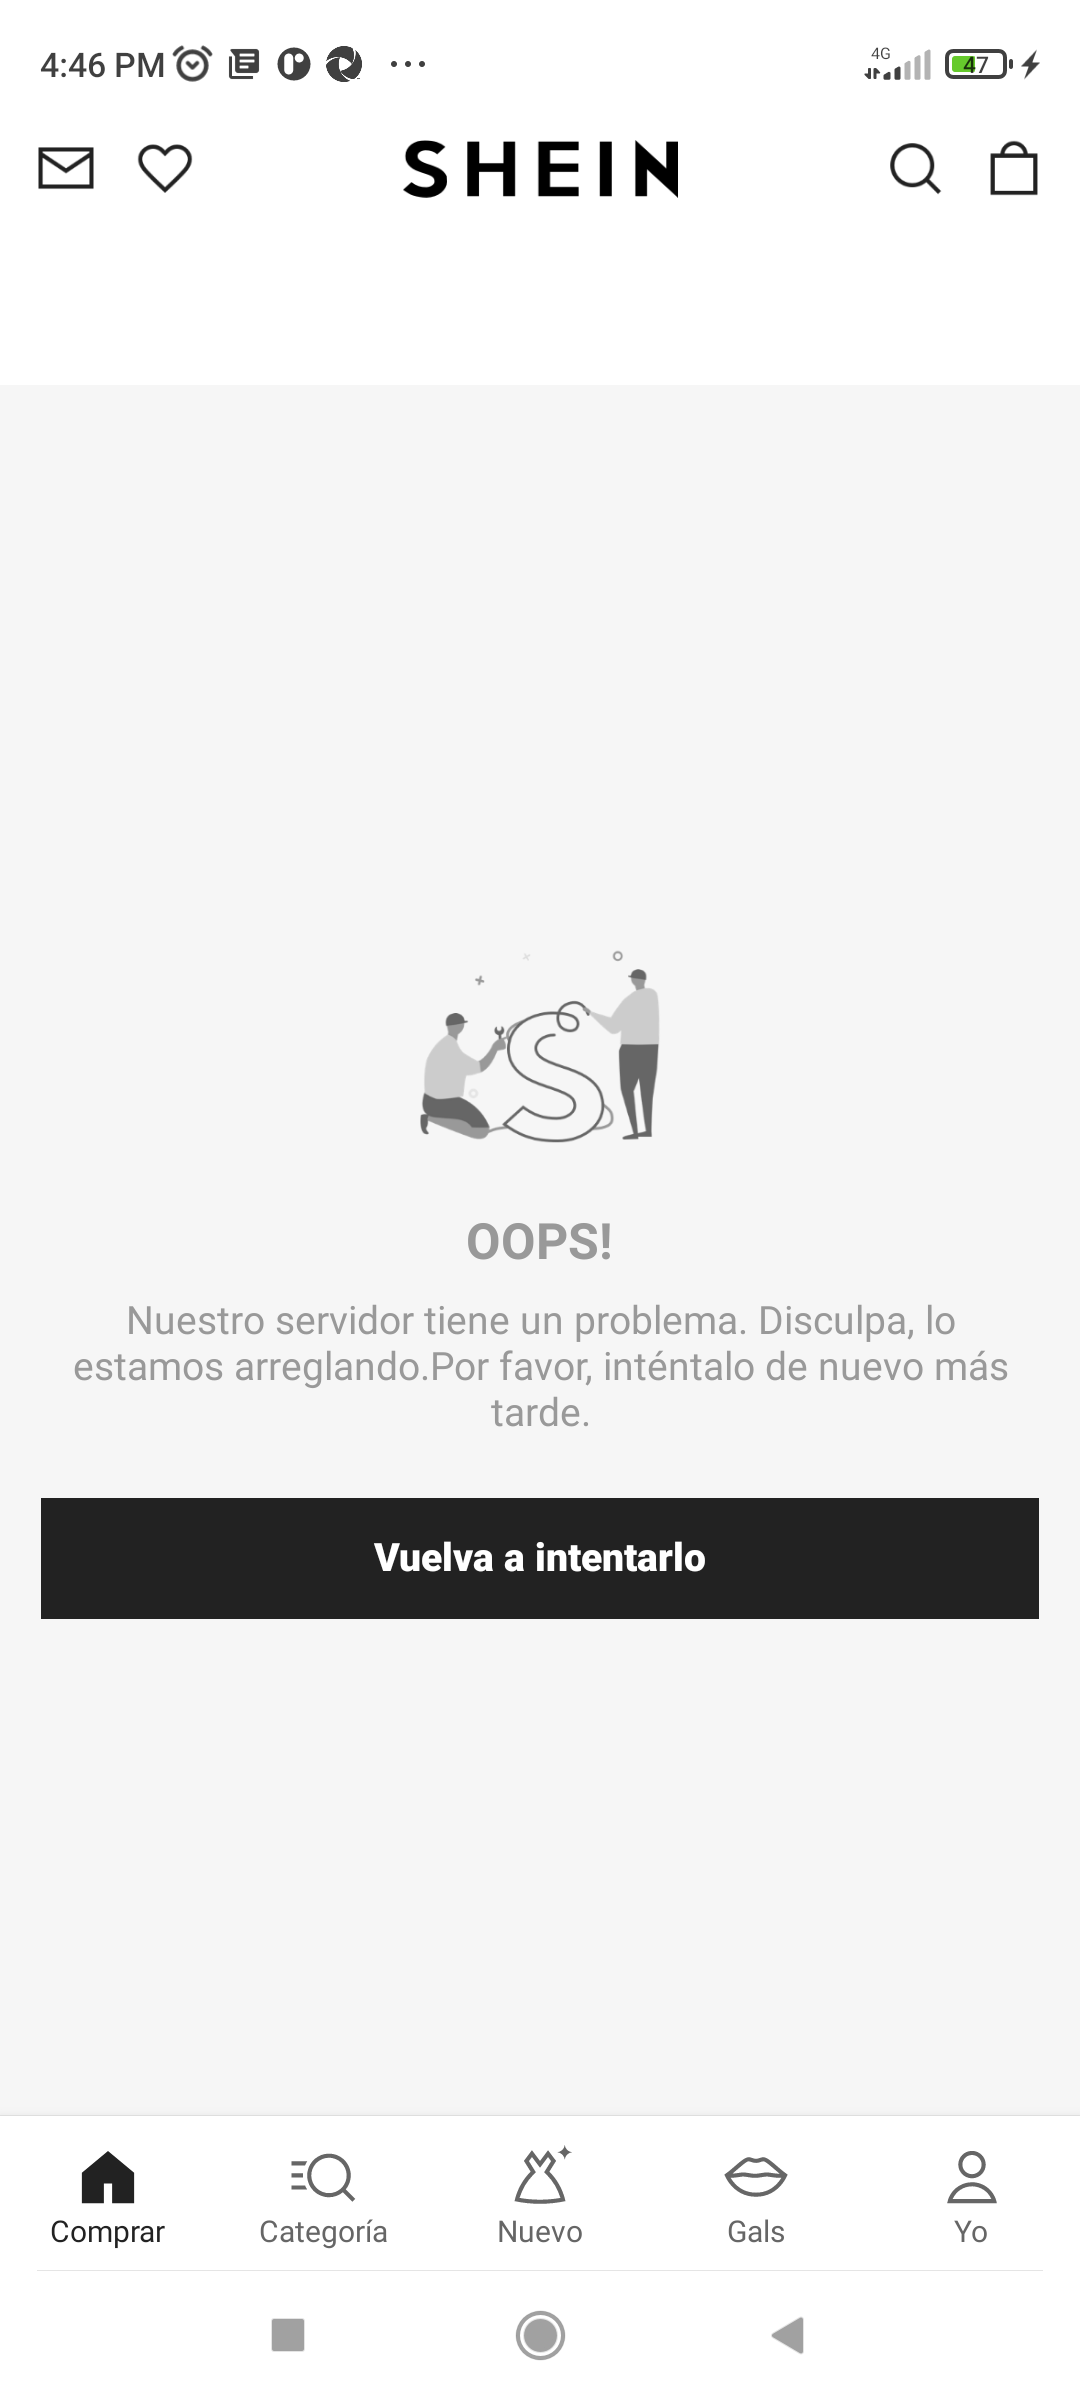 4:46 PM
4G
47
SHEIN
OOPS!
Nuestro servidor tiene un problema. Disculpa, lo
estamos arreglando.Por favor, inténtalo de nuevo más
tarde.
Vuelva a intentarlo
Comprar
Categoría
Nuevo
Gals
Yo